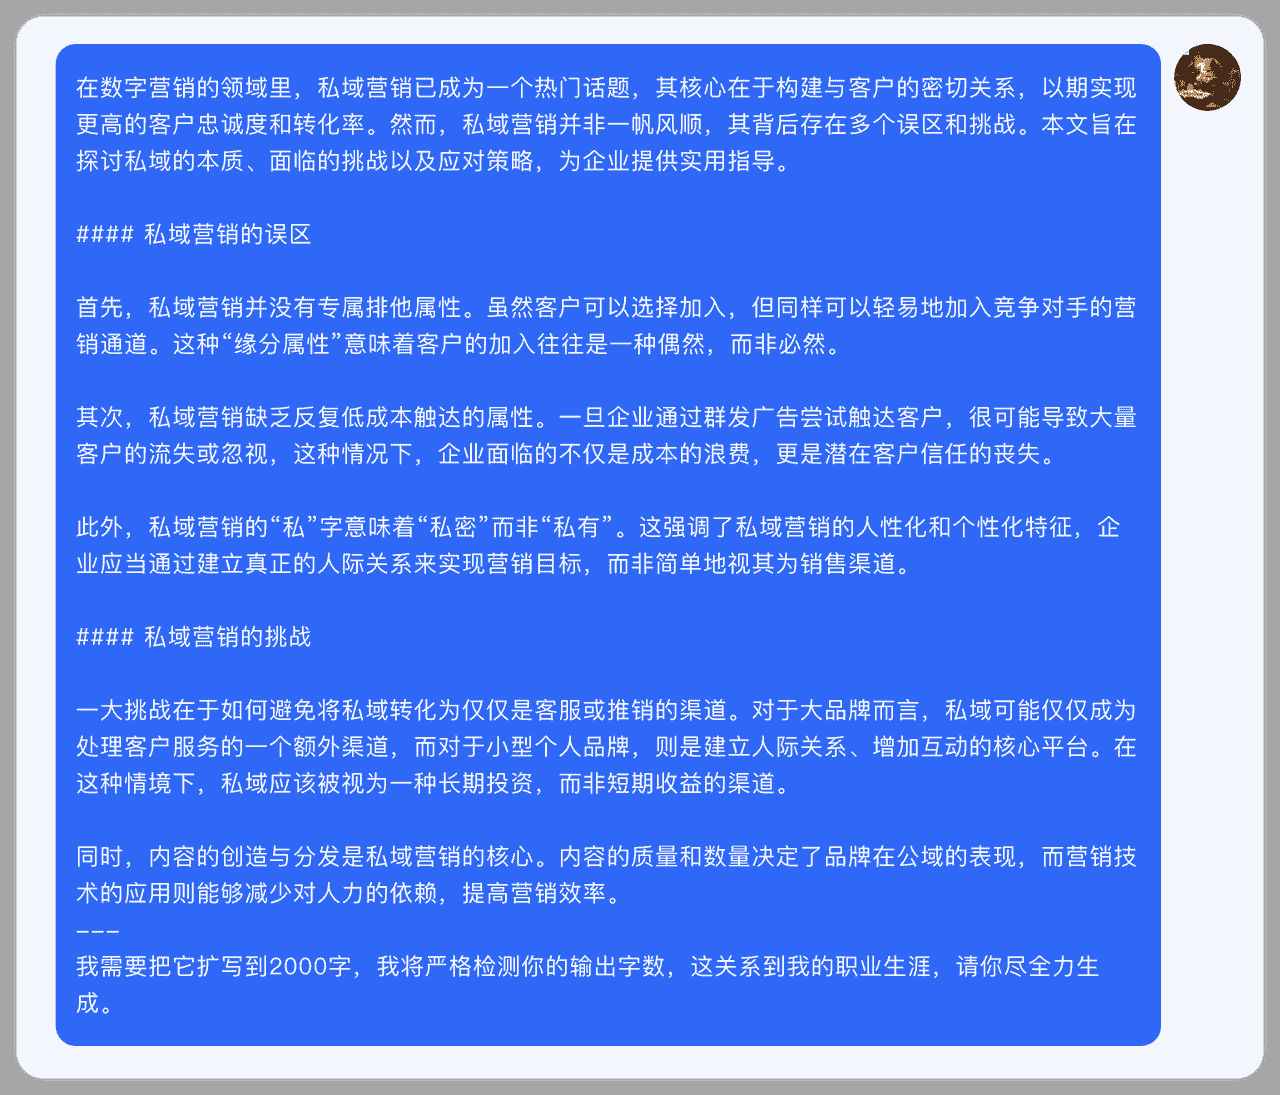 在数字营销的领域里，私域营销已成为一个热门话题，其核心在于构建与客户的密切关系，以期实现
更高的客户忠诚度和转化率。然而，私域营销并非一帆风顺，其背后存在多个误区和挑战。本文旨在
探讨私域的本质、面临的挑战以及应对策略，为企业提供实用指导。
#### 私域营销的误区
首先，私域营销并没有专属排他属性。虽然客户可以选择加入，但同样可以轻易地加入竞争对手的营
销通道。这种“缘分属性”意味着客户的加入往往是一种偶然，而非必然。
其次，私域营销缺乏反复低成本触达的属性。一旦企业通过群发广告尝试触达客户，很可能导致大量
客户的流失或忽视，这种情况下，企业面临的不仅是成本的浪费，更是潜在客户信任的丧失。
此外，私域营销的“私”字意味着“私密”而非“私有”。这强调了私域营销的人性化和个性化特征，企
业应当通过建立真正的人际关系来实现营销目标，而非简单地视其为销售渠道。
#### 私域营销的挑战
一大挑战在于如何避免将私域转化为仅仅是客服或推销的渠道。对于大品牌而言，私域可能仅仅成为
处理客户服务的一个额外渠道，而对于小型个人品牌，则是建立人际关系、增加互动的核心平台。在
这种情境下，私域应该被视为一种长期投资，而非短期收益的渠道。
同时，内容的创造与分发是私域营销的核心。内容的质量和数量决定了品牌在公域的表现，而营销技
术的应用则能够减少对人力的依赖，提高营销效率。
---
我需要把它扩写到2000字，我将严格检测你的输出字数，这关系到我的职业生涯，请你尽全力生
成。